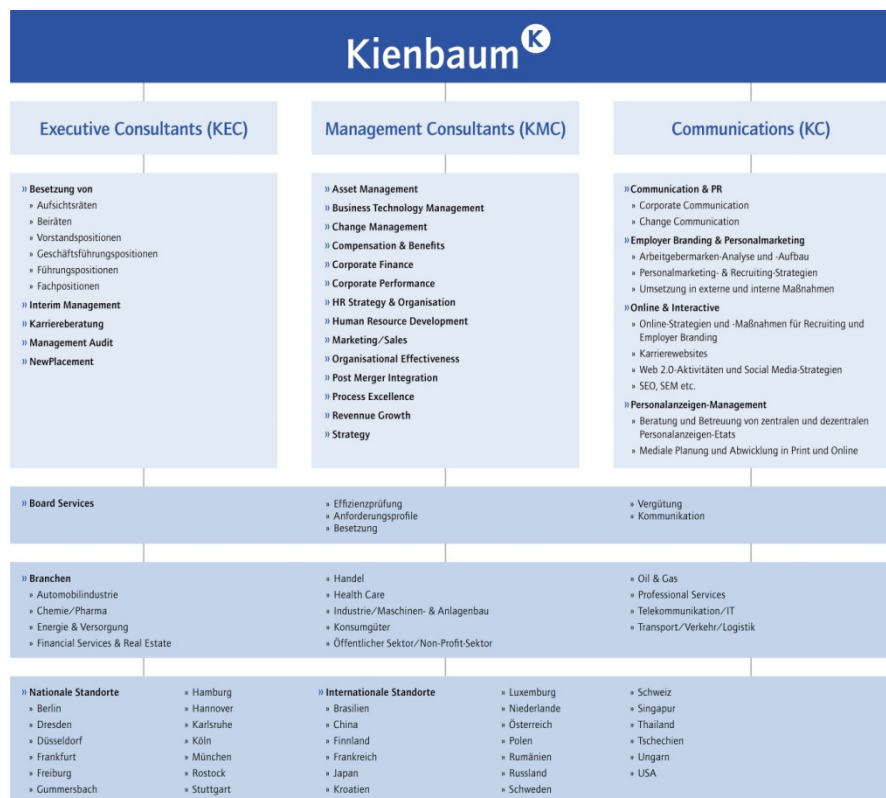 Kienbaum K
Executive Consultants (KEC)
» Besetzung von
» Aufsichtsräten
» Beiräten
» Vorstandspositionen
» Geschäftsführungspositionen
» Führungspositionen
» Fachpositionen
» Interim Management
» Karriereberatung
» Management Audit
» NewPlacement
Management Consultants (KMC)
» Asset Management
» Business Technology Management
» Change Management
» Compensation & Benefits
» Corporate Finance
» Corporate Performance
» HR Strategy & Organisation
» Human Resource Development
» Marketing/Sales
» Organisational Effectiveness
» Post Merger Integration
» Process Excellence
» Revennue Growth
» Strategy
Communications (KC)
» Communication & PR
» Corporate Communication
» Change Communication
» Employer Branding & Personalmarketing
» Arbeitgebermarken-Analyse und -Aufbau
» Personalmarketing- & Recruiting-Strategien
» Umsetzung in externe und interne Maßnahmen
» Online & Interactive
» Online-Strategien und -Maßnahmen für Recruiting und
Employer Branding
» Karrierewebsites
» Web 2.0-Aktivitäten und Social Media-Strategien
» SEO, SEM etc.
» Personalanzeigen-Management
» Beratung und Betreuung von zentralen und dezentralen
Personalanzeigen-Etats
» Mediale Planung und Abwicklung in Print und Online
» Board Services
» Effizienzprüfung
» Anforderungsprofile
» Besetzung
» Vergütung
» Kommunikation
» Branchen
» Automobilindustrie
» Chemie/Pharma
» Energie & Versorgung
» Financial Services & Real Estate
» Handel
» Health Care
» Industrie/Maschinen- & Anlagenbau
» Konsumgüter
» Öffentlicher Sektor/Non-Profit-Sektor
» Oil & Gas
» Professional Services
» Telekommunikation/IT
» Transport/Verkehr/Logistik
» Nationale Standorte
» Berlin
» Dresden
» Düsseldorf
» Frankfurt
» Freiburg
» Gummersbach
» Hamburg
» Hannover
» Karlsruhe
» Köln
» München
» Rostock
» Stuttgart
» Internationale Standorte
» Brasilien
» China
» Finnland
» Frankreich
» Japan
» Kroatien
» Luxemburg
» Niederlande
» Österreich
» Polen
» Rumänien
» Russland
» Schweden
» Schweiz
» Singapur
» Thailand
» Tschechien
» Ungarn
» USA